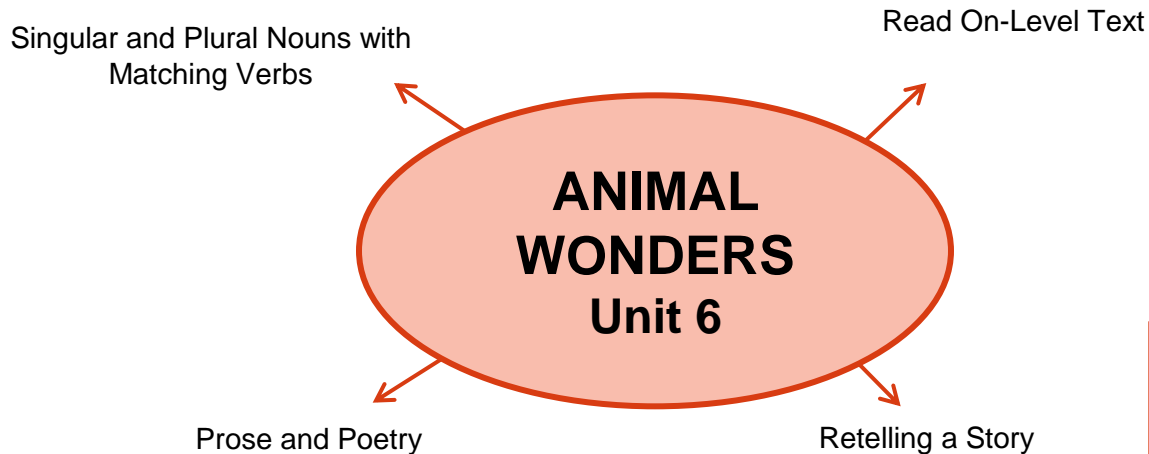 Read On-Level Text
Singular and Plural Nouns with
Matching Verbs
ANIMAL
WONDERS
Unit 6
Prose and Poetry
Retelling a Story